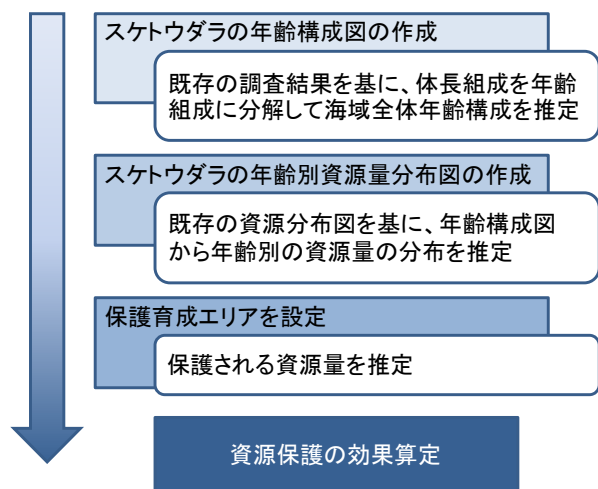 スケトウダラの年齢構成図の作成
既存の調査結果を基に、体長組成を年齢
組成に分解して海域全体年齢構成を推定
スケトウダラの年齢別資源量分布図の作成
既存の資源分布図を基に、年齢構成図
から年齢別の資源量の分布を推定
保護育成エリアを設定
保護される資源量を推定
資源保護の効果算定